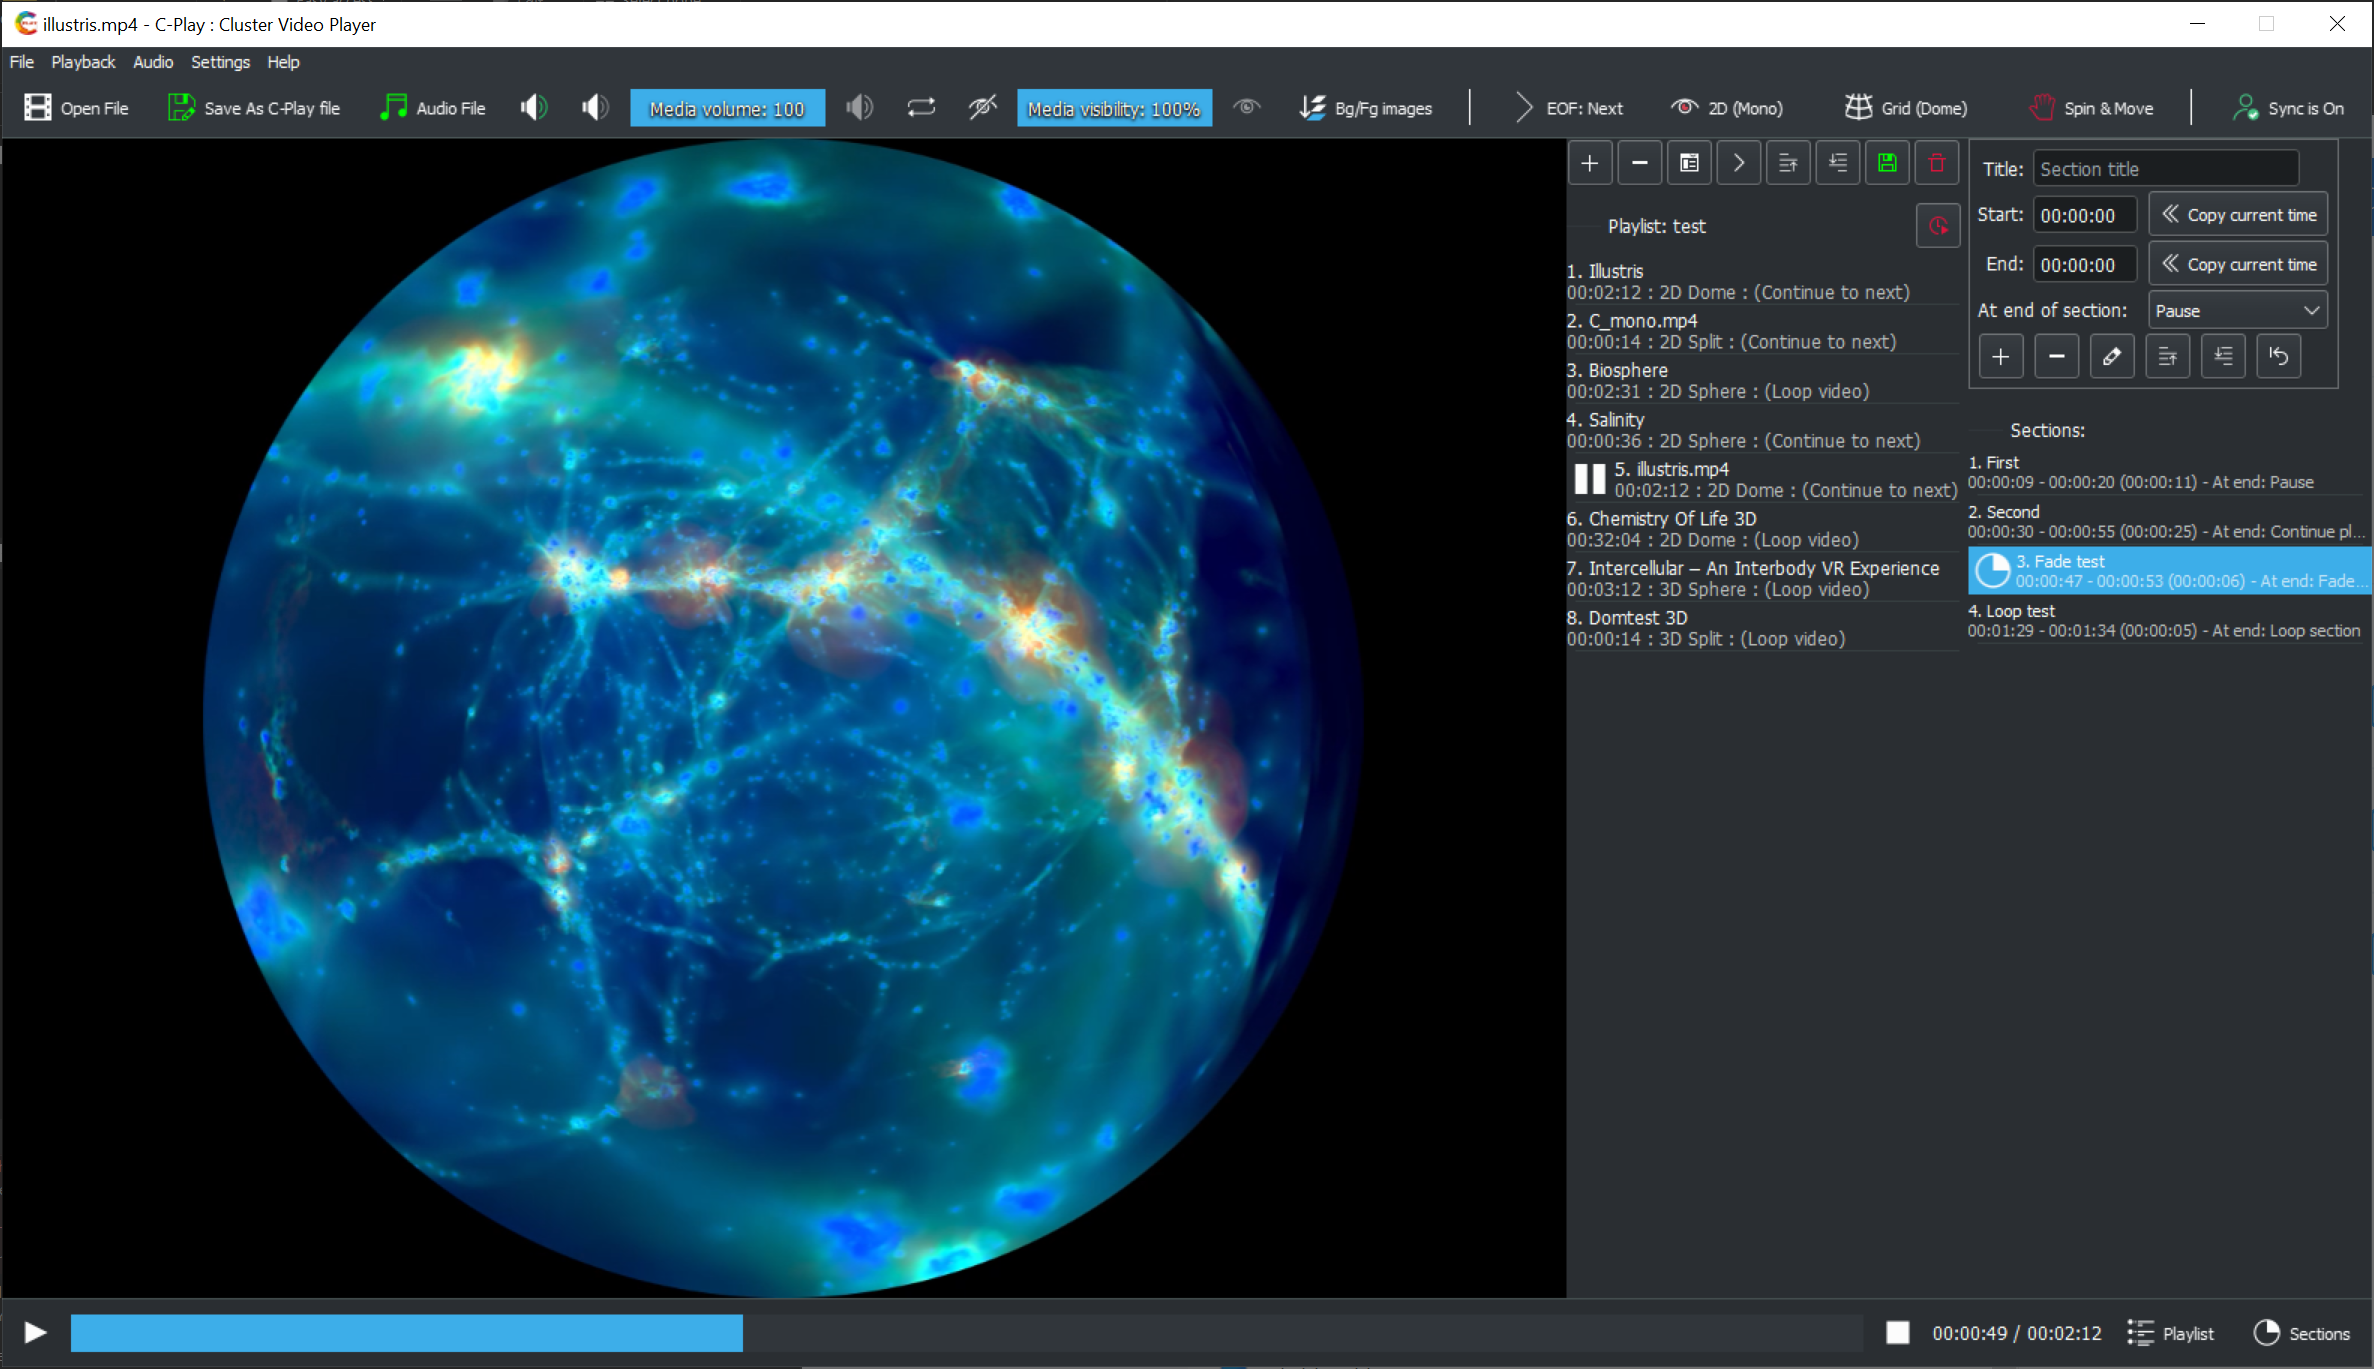 illustris.mp4 - C-Play : Cluster Video Player
File Playback Audio Settings Help
Open File Save As C-Play file Audio File Media volume: 100 Media visibility: 100% Bg/Fg images EOF: Next 2D (Mono) Grid (Dome) Spin & Move Sync is On
Playlist: test
1. Illustris
00:02:12 : 2D Dome : (Continue to next)
2. C_mono.mp4
00:00:14 : 2D Split : (Continue to next)
3. Biosphere
00:02:31 : 2D Sphere : (Loop video)
4. Salinity
00:00:36 : 2D Sphere : (Continue to next)
5. illustris.mp4
00:02:12 : 2D Dome : (Continue to next)
6. Chemistry Of Life 3D
00:32:04 : 2D Dome : (Loop video)
7. Intercellular – An Interbody VR Experience
00:03:12 : 3D Sphere : (Loop video)
8. Domtest 3D
00:00:14 : 3D Split : (Loop video)
Title: Section title
Start: 00:00:00 Copy current time
End: 00:00:00 Copy current time
At end of section: Pause
Sections:
1. First
00:00:09 - 00:00:20 (00:00:11) - At end: Pause
2. Second
00:00:30 - 00:00:55 (00:00:25) - At end: Continue pl...
3. Fade test
00:00:47 - 00:00:53 (00:00:06) - At end: Fade...
4. Loop test
00:01:29 - 00:01:34 (00:00:05) - At end: Loop section
00:00:49 / 00:02:12 Playlist Sections